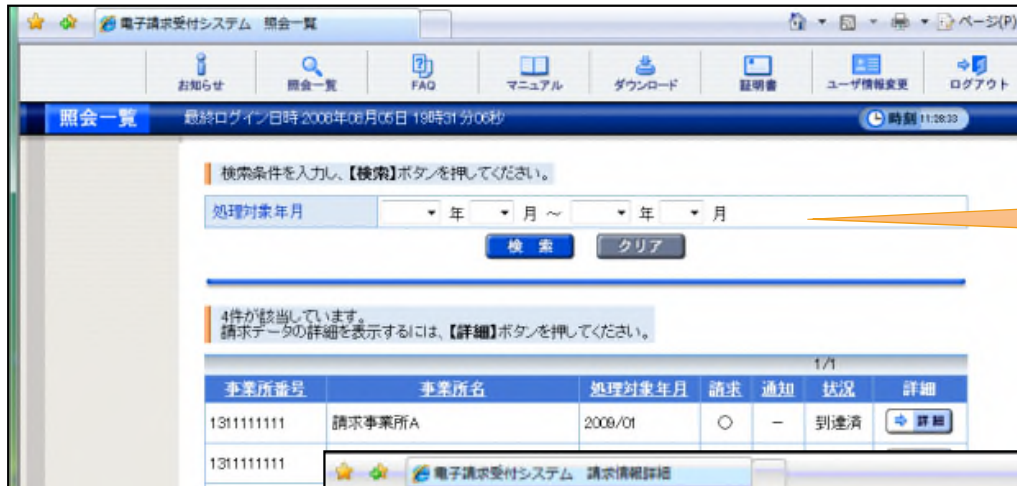 電子請求受付システム 照会一覧
ページ(P)
お知らせ 照会一覧 FAQ マニュアル ダウンロード 証明書 ユーザ情報変更 ログアウト
照会一覧 最終ログイン日時:2008年08月05日 19時31分06秒 時刻 11:28:33
検索条件を入力し、【検索】ボタンを押してください。
処理対象年月 年 月 ～ 年 月
検 索 クリア
4件が該当しています。
請求データの詳細を表示するには、【詳細】ボタンを押してください。
1/1
事業所番号 事業所名 処理対象年月 請求 通知 状況 詳細
1311111111 請求事業所A 2009/01 ○ － 到達済 詳細
1311111111
電子請求受付システム 請求情報詳細